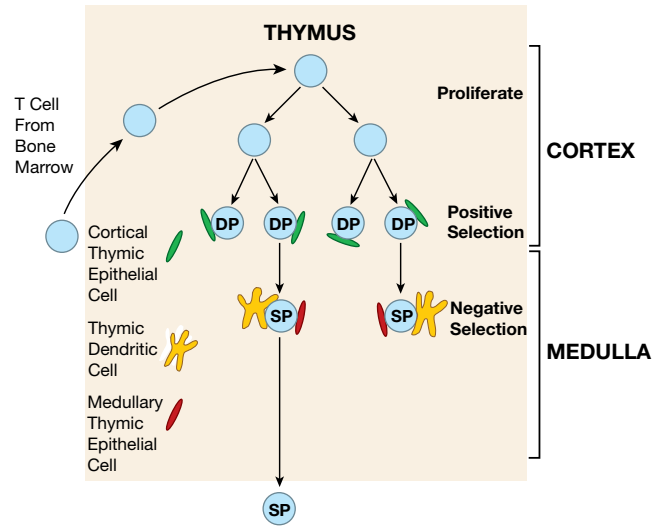 THYMUS
T Cell
From
Bone
Marrow
Proliferate
CORTEX
DP
DP
DP
DP
Positive
Selection
Cortical
Thymic
Epithelial
Cell
SP
SP
Negative
Selection
Thymic
Dendritic
Cell
MEDULLA
Medullary
Thymic
Epithelial
Cell
SP